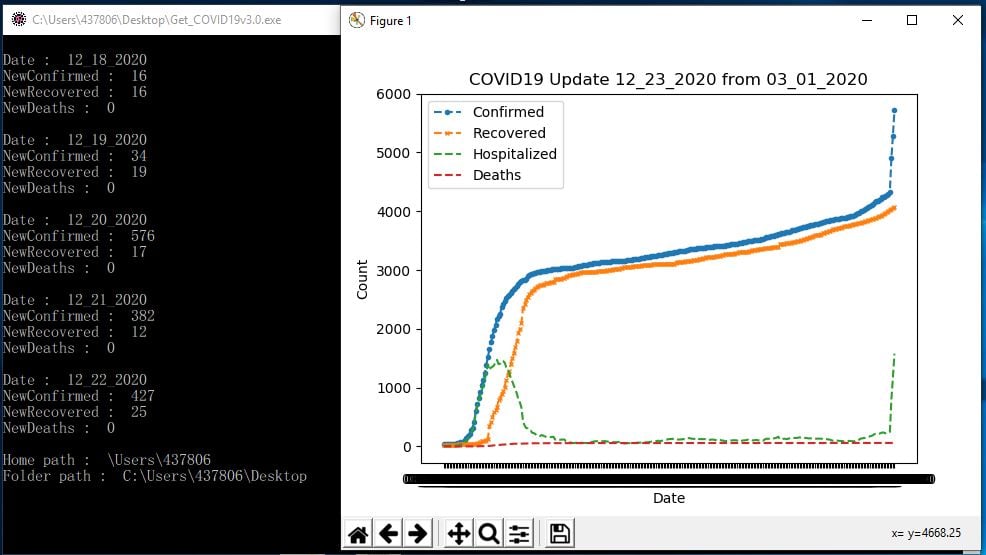 C:\Users\437806\Desktop\Get_COVID19v3.0.exe
Date :  12_18_2020
NewConfirmed :  16
NewRecovered :  16
NewDeaths :  0
Date :  12_19_2020
NewConfirmed :  34
NewRecovered :  19
NewDeaths :  0
Date :  12_20_2020
NewConfirmed :  576
NewRecovered :  17
NewDeaths :  0
Date :  12_21_2020
NewConfirmed :  382
NewRecovered :  12
NewDeaths :  0
Date :  12_22_2020
NewConfirmed :  427
NewRecovered :  25
NewDeaths :  0
Home path :  \Users\437806
Folder path :  C:\Users\437806\Desktop
Figure 1
COVID19 Update 12_23_2020 from 03_01_2020
6000
5000
4000
3000
2000
1000
0
Count
Confirmed
Recovered
Hospitalized
Deaths
Date
x= y=4668.25